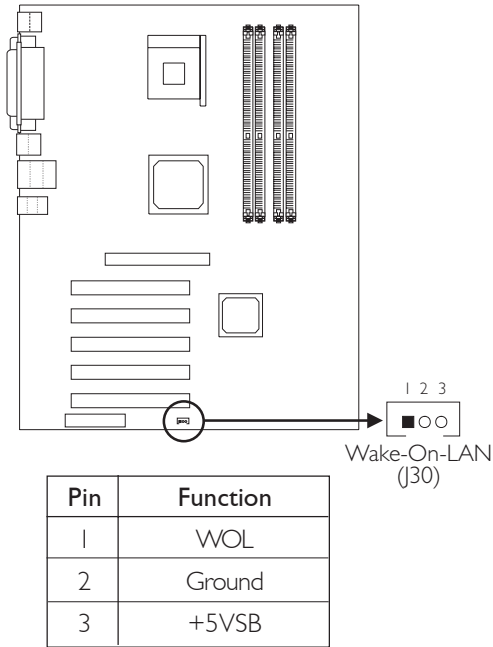 1 2 3
Wake-On-LAN
(J30)
Pin Function
1 WOL
2 Ground
3 +5VSB